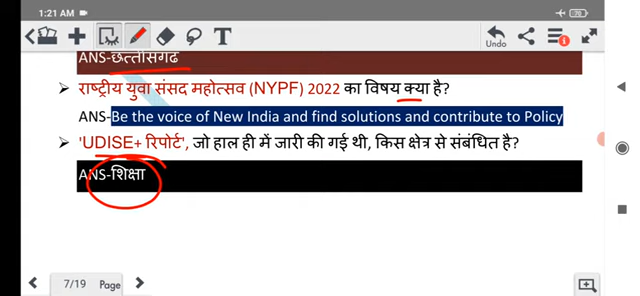 1:21 AM
70
T
Undo
ANS-छत्तीसगढ
➢ राष्ट्रीय युवा संसद महोत्सव (NYPF) 2022 का विषय क्या है?
ANS-Be the voice of New India and find solutions and contribute to Policy
➢ 'UDISE+ रिपोर्ट', जो हाल ही में जारी की गई थी, किस क्षेत्र से संबंधित है?
ANS-शिक्षा
7/19 Page